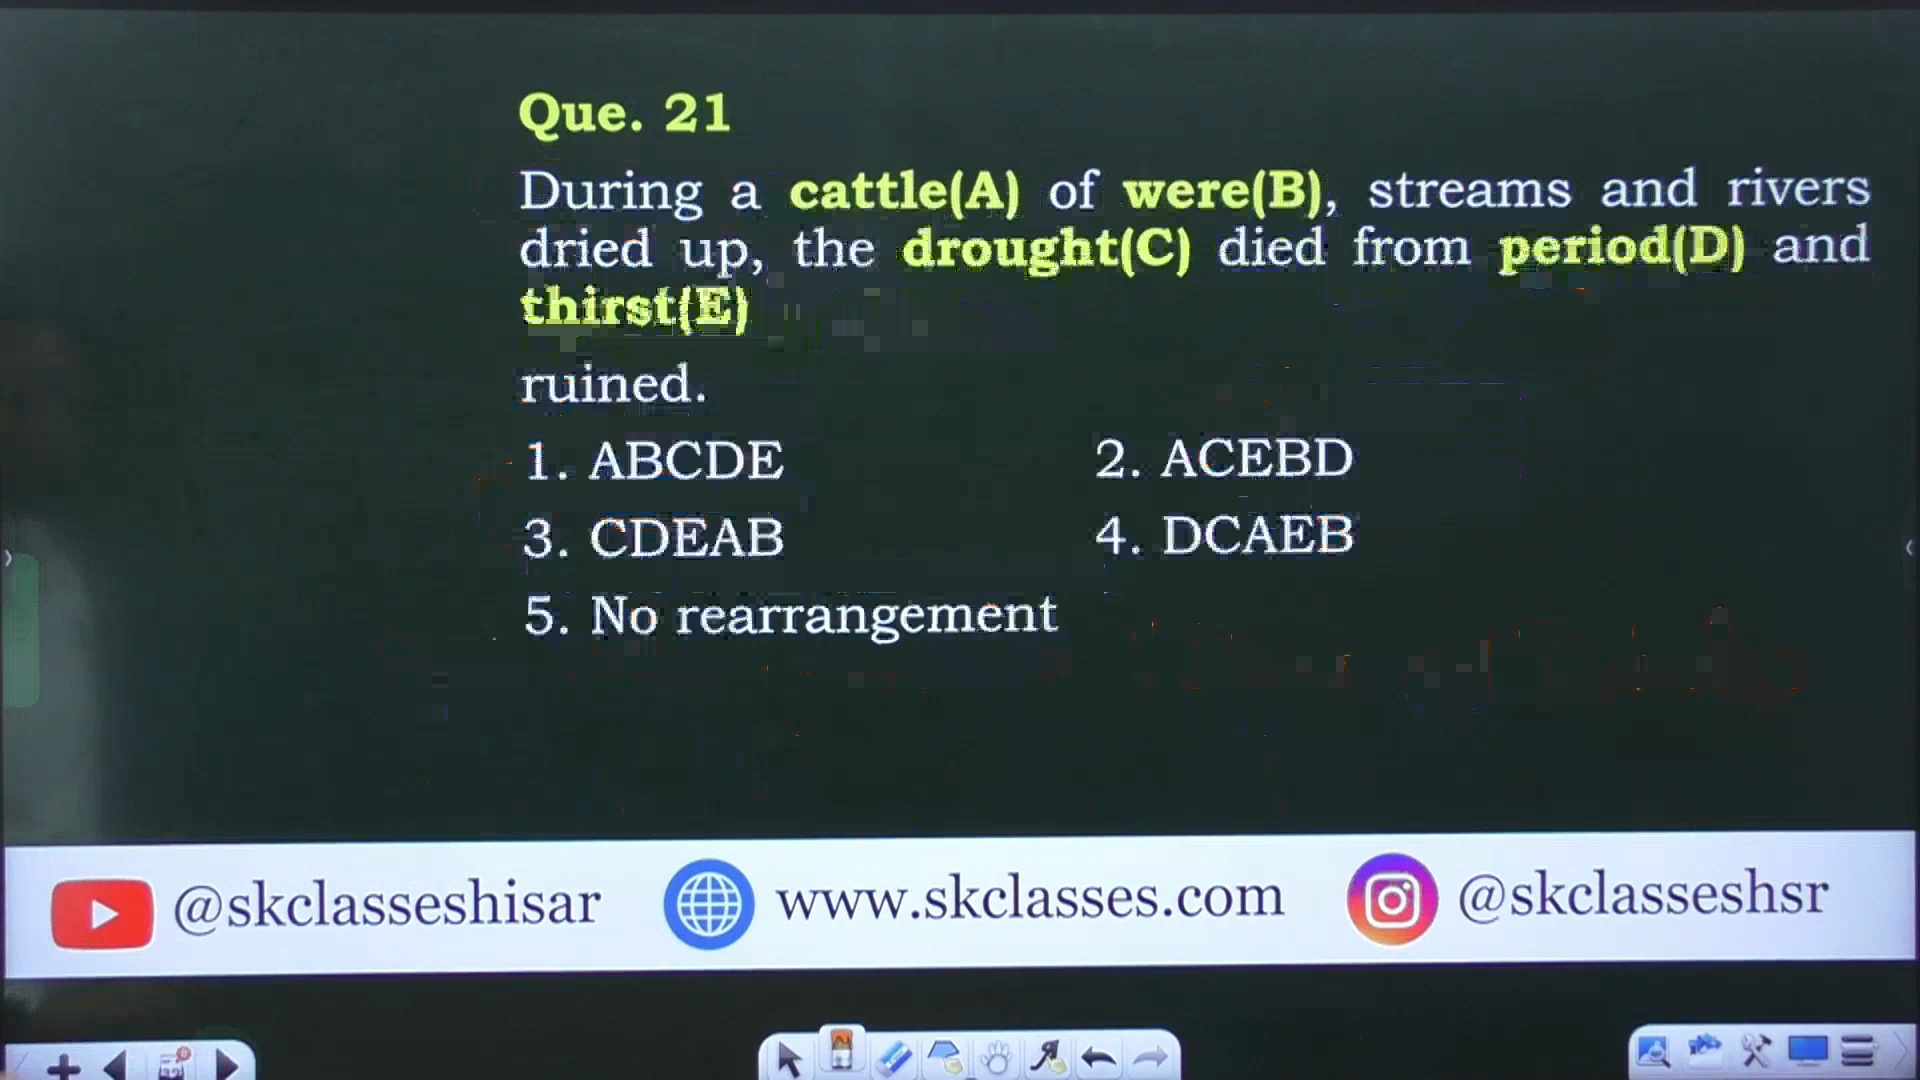 Que. 21
During a cattle(A) of were(B), streams and rivers
dried up, the drought(C) died from period(D) and
thirst(E)
ruined.
1. ABCDE 2. ACEBD
3. CDEAB 4. DCAEB
5. No rearrangement
@skclasseshisar www.skclasses.com @skclasseshsr